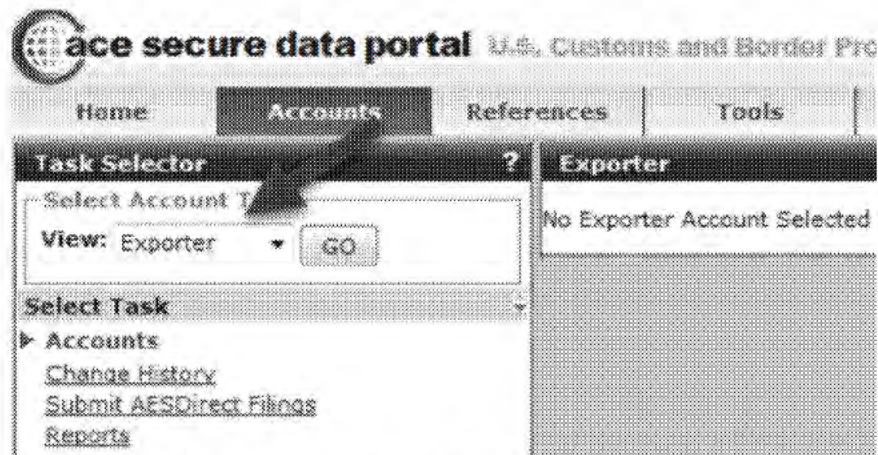 ace secure data portal U.S. Customs and Border Pro
Home Accounts References Tools
Task Selector ?
Select Account T
View: Exporter GO
Select Task
Accounts
Change History
Submit AESDirect Filings
Reports
Exporter
No Exporter Account Selected